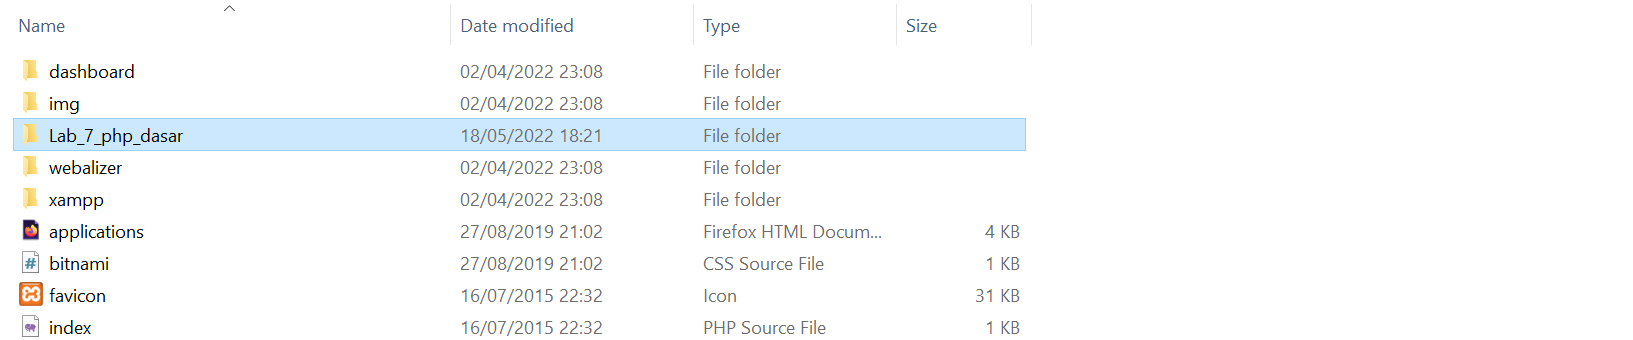 Name Date modified Type Size
dashboard 02/04/2022 23:08 File folder
img 02/04/2022 23:08 File folder
Lab_7_php_dasar 18/05/2022 18:21 File folder
webalizer 02/04/2022 23:08 File folder
xampp 02/04/2022 23:08 File folder
applications 27/08/2019 21:02 Firefox HTML Docum... 4 KB
bitnami 27/08/2019 21:02 CSS Source File 1 KB
favicon 16/07/2015 22:32 Icon 31 KB
index 16/07/2015 22:32 PHP Source File 1 KB